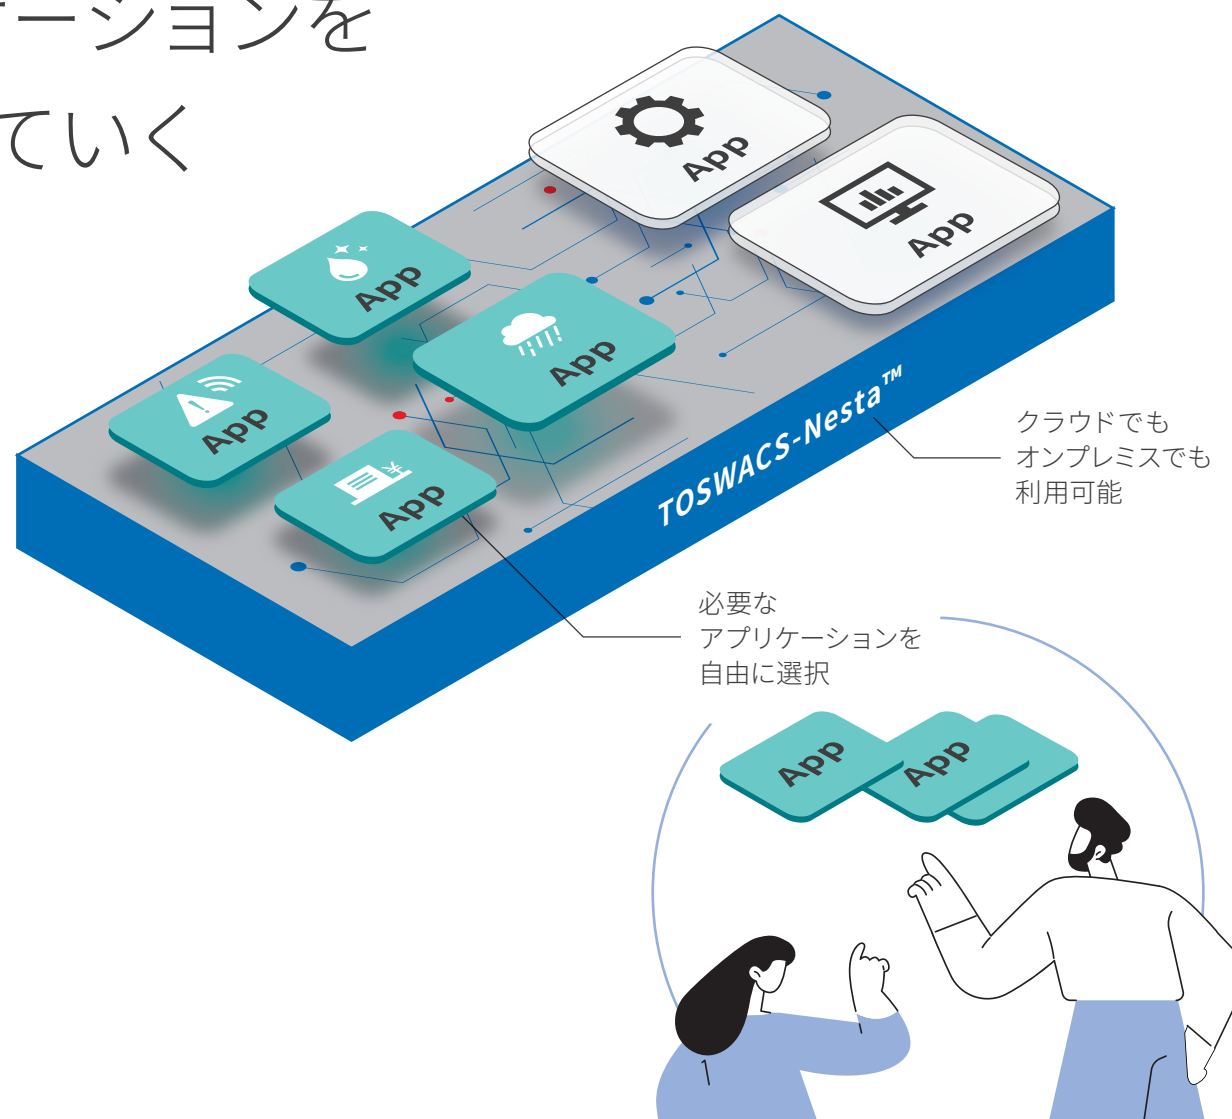 ーションを
ていく
App
App
App
App
App
App
TOSWACS-Nesta™
クラウドでも
オンプレミスでも
利用可能
必要な
アプリケーションを
自由に選択
App
App